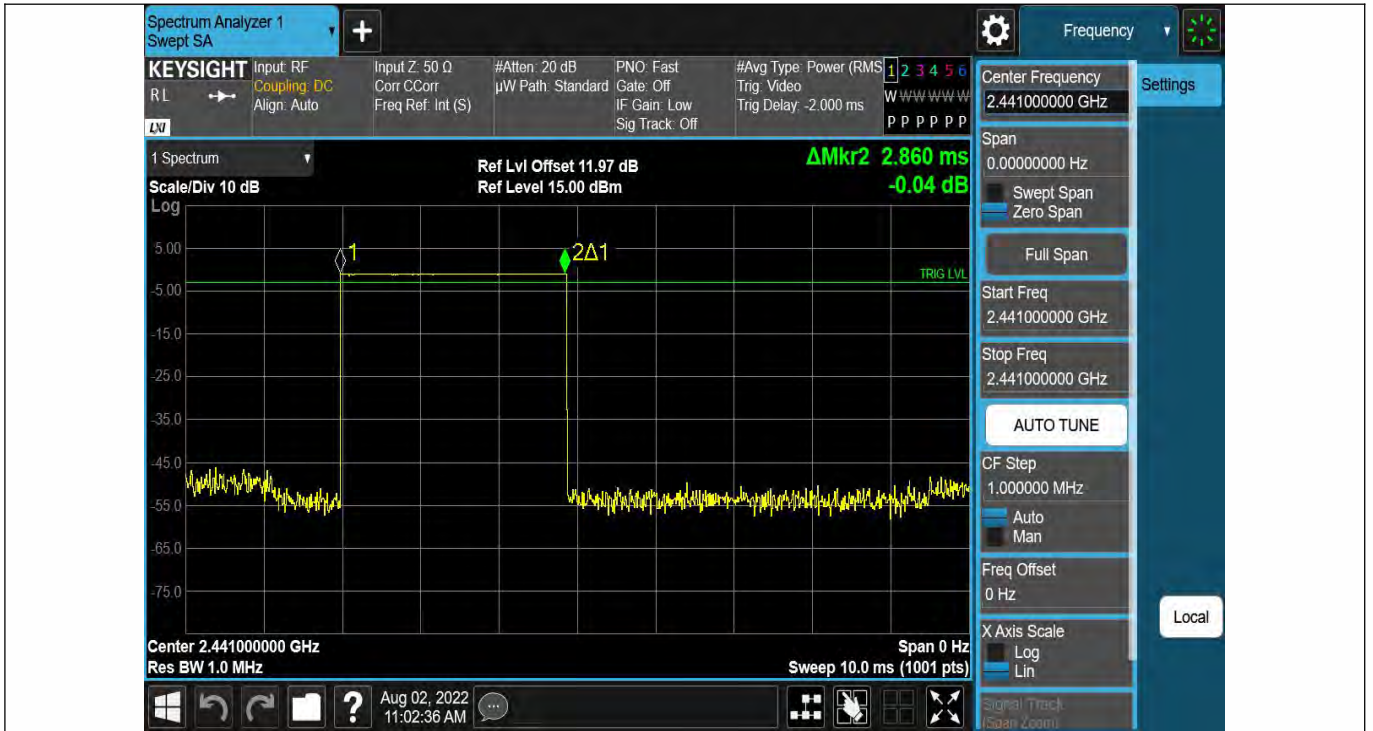 Spectrum Analyzer 1
Swept SA
+
Frequency
KEYSIGHT
RL
LXI
Input: RF
Coupling: DC
Align: Auto
Input Z: 50 Ω
Corr CCorr
Freq Ref: Int (S)
#Atten: 20 dB
µW Path: Standard
PNO: Fast
Gate: Off
IF Gain: Low
Sig Track: Off
#Avg Type: Power (RMS
Trig: Video
Trig Delay: -2.000 ms
1 2 3 4 5 6
W W W W W W
P P P P P P
1 Spectrum
Scale/Div 10 dB
Ref Lvl Offset 11.97 dB
Ref Level 15.00 dBm
ΔMkr2 2.860 ms
-0.04 dB
Log
5.00
-5.00
-15.0
-25.0
-35.0
-45.0
-55.0
-65.0
-75.0
1
2Δ1
TRIG LVL
Center 2.441000000 GHz
Res BW 1.0 MHz
Span 0 Hz
Sweep 10.0 ms (1001 pts)
?
Aug 02, 2022
11:02:36 AM
Center Frequency
2.441000000 GHz
Span
0.00000000 Hz
Swept Span
Zero Span
Full Span
Start Freq
2.441000000 GHz
Stop Freq
2.441000000 GHz
AUTO TUNE
CF Step
1.000000 MHz
Auto
Man
Freq Offset
0 Hz
X Axis Scale
Log
Lin
Signal Track
(Span Zoom)
Settings
Local